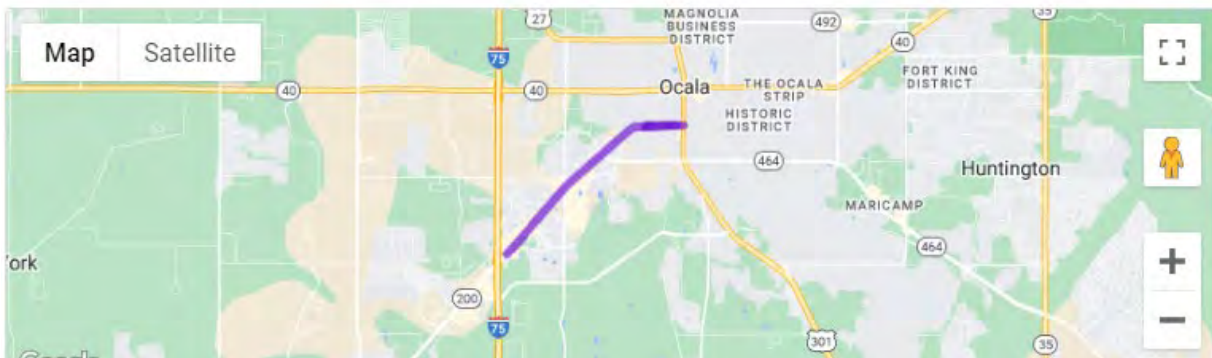 Map
Satellite
27
MAGNOLIA
BUSINESS
DISTRICT
492
35
75
40
40
40
Ocala
THE OCALA
STRIP
FORT KING
DISTRICT
HISTORIC
DISTRICT
464
Huntington
MARICAMP
464
ork
200
75
301
35
Google